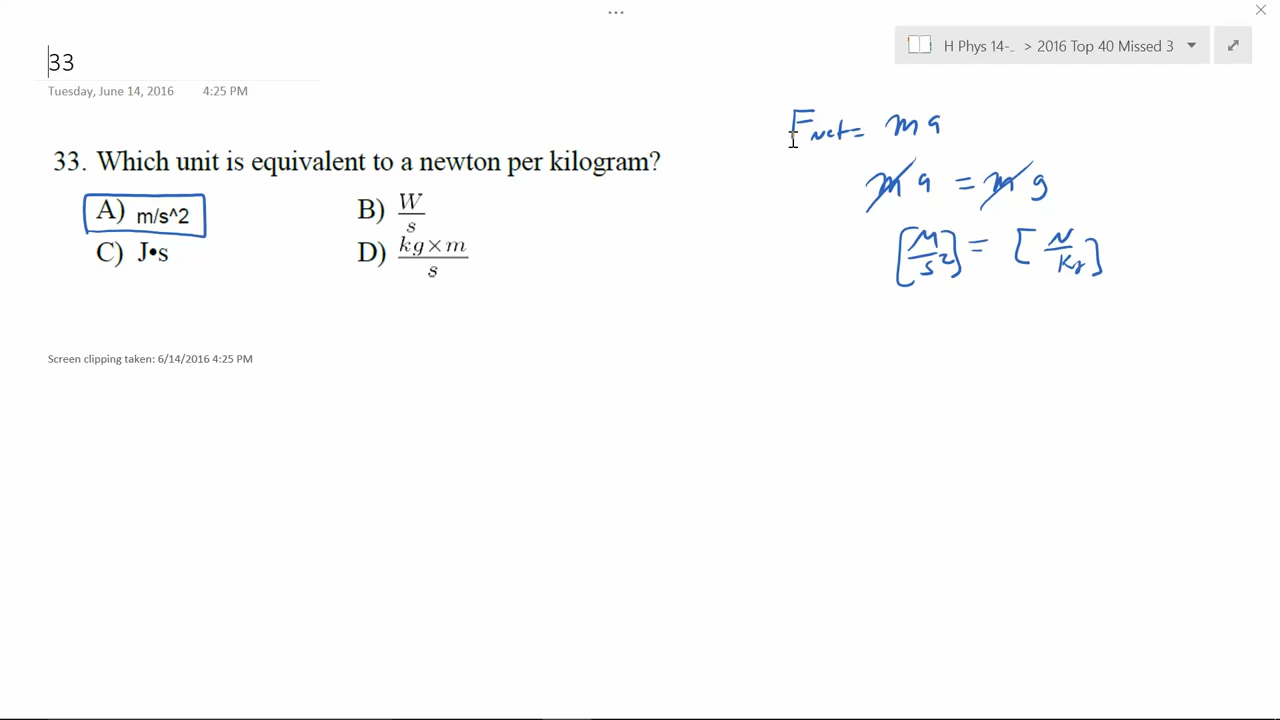 ...
H Phys 14-.. > 2016 Top 40 Missed 3
33
Tuesday, June 14, 2016 4:25 PM
F_net = ma
33. Which unit is equivalent to a newton per kilogram?
ma = mg
A) m/s^2 B) W/s
C) J•s D) kg×m/s
[m/s²] = [N/kg]
Screen clipping taken: 6/14/2016 4:25 PM